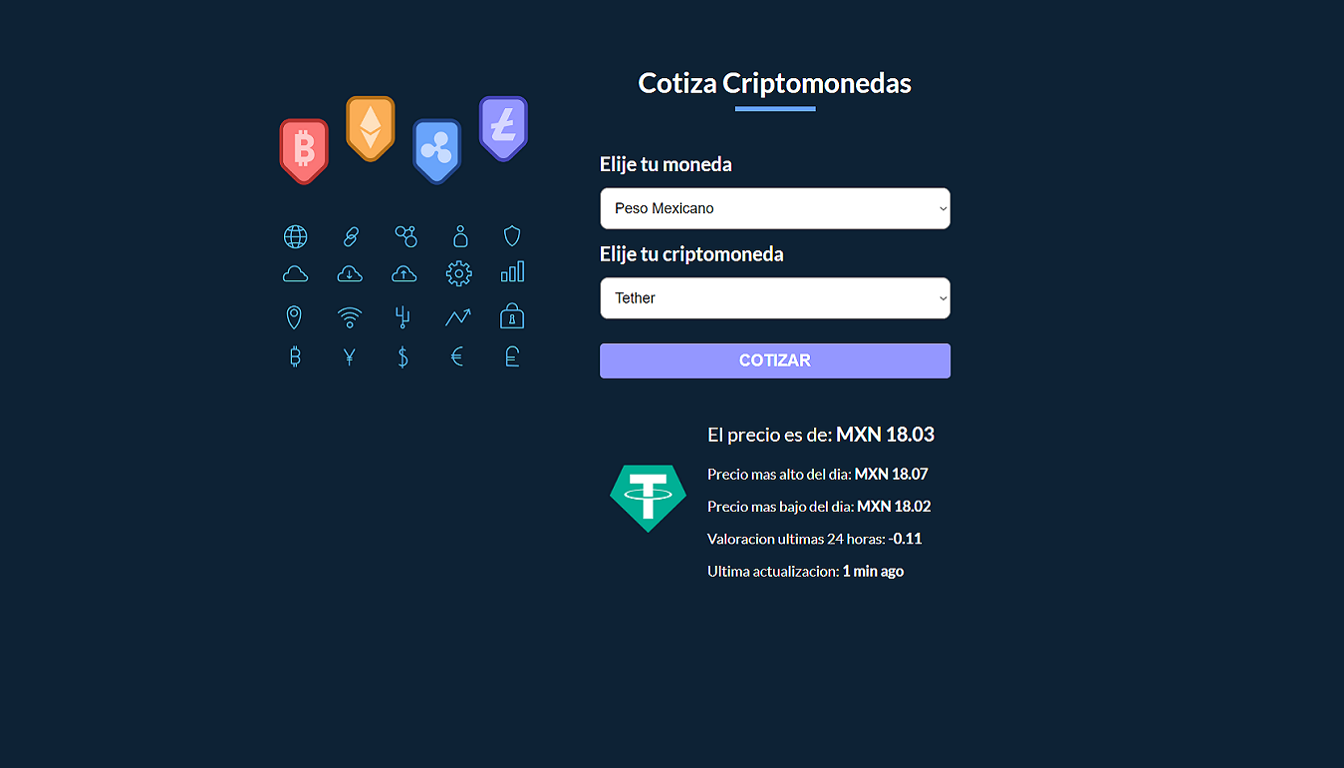 Cotiza Criptomonedas
Elije tu moneda
Peso Mexicano
Elije tu criptomoneda
Tether
COTIZAR
El precio es de: MXN 18.03
Precio mas alto del dia: MXN 18.07
Precio mas bajo del dia: MXN 18.02
Valoracion ultimas 24 horas: -0.11
Ultima actualizacion: 1 min ago